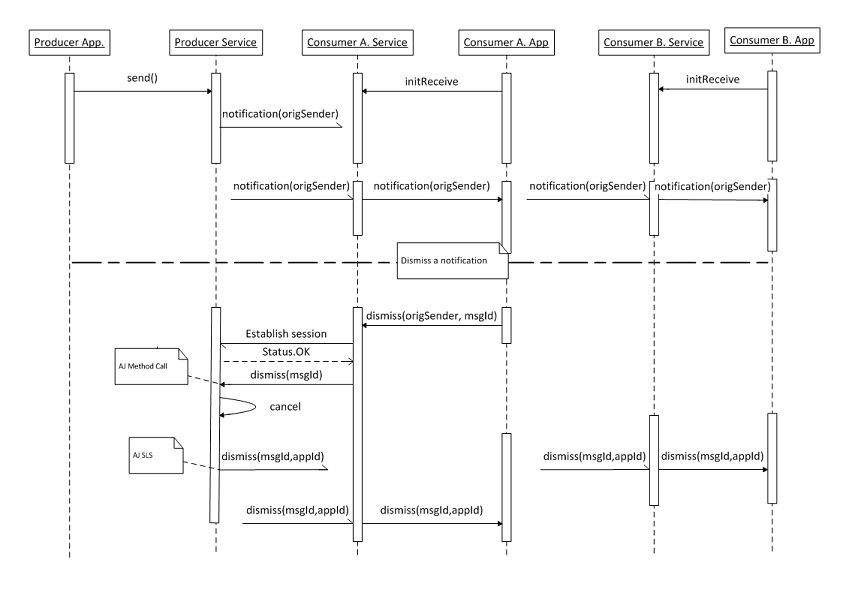 Producer App.
Producer Service
Consumer A. Service
Consumer A. App
Consumer B. Service
Consumer B. App
send()
initReceive
initReceive
notification(origSender)
notification(origSender)
notification(origSender)
notification(origSender)
notification(origSender)
Dismiss a notification
dismiss(origSender, msgId)
Establish session
Status.OK
AJ Method Call
dismiss(msgId)
cancel
AJ SLS
dismiss(msgId,appId)
dismiss(msgId,appId)
dismiss(msgId,appId)
dismiss(msgId,appId)
dismiss(msgId,appId)